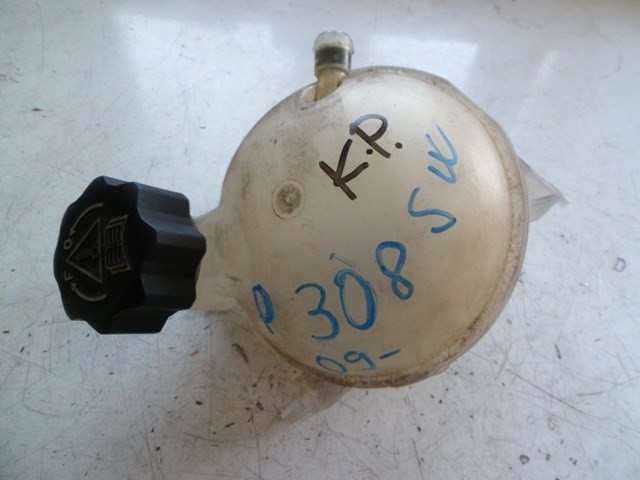 K.P.
P 308 SW
09-
F O